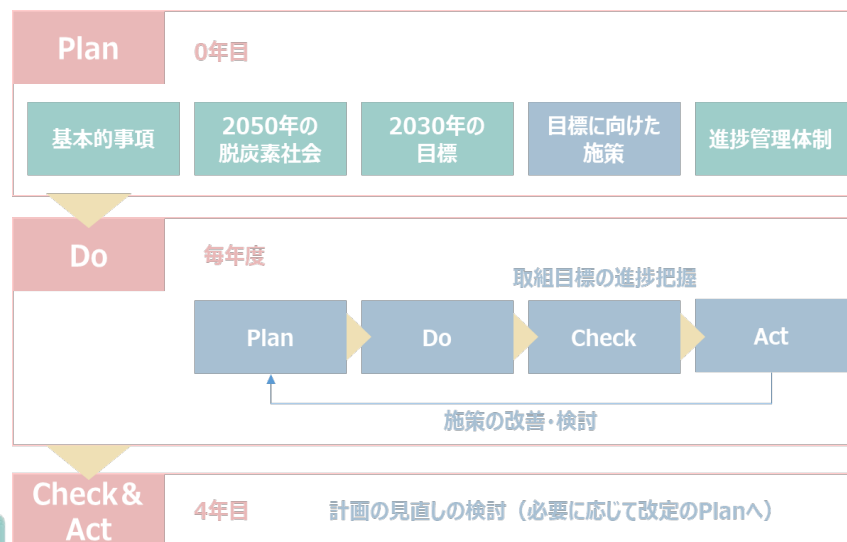 Plan
0年目
基本的事項
2050年の
脱炭素社会
2030年の
目標
目標に向けた
施策
進捗管理体制
Do
毎年度
取組目標の進捗把握
Plan
Do
Check
Act
施策の改善・検討
Check&
Act
4年目
計画の見直しの検討（必要に応じて改定のPlanへ）